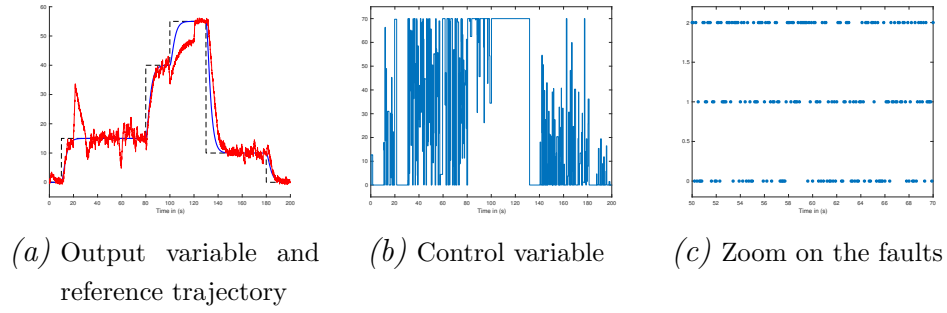 60
50
40
30
20
10
0
0 20 40 60 80 100 120 140 160 180 200
Time in (s)
70
60
50
40
30
20
10
0
0 20 40 60 80 100 120 140 160 180 200
Time in (s)
2
1.5
1
0.5
0
50 52 54 56 58 60 62 64 66 68 70
Time in (s)
(a) Output variable and
reference trajectory
(b) Control variable
(c) Zoom on the faults